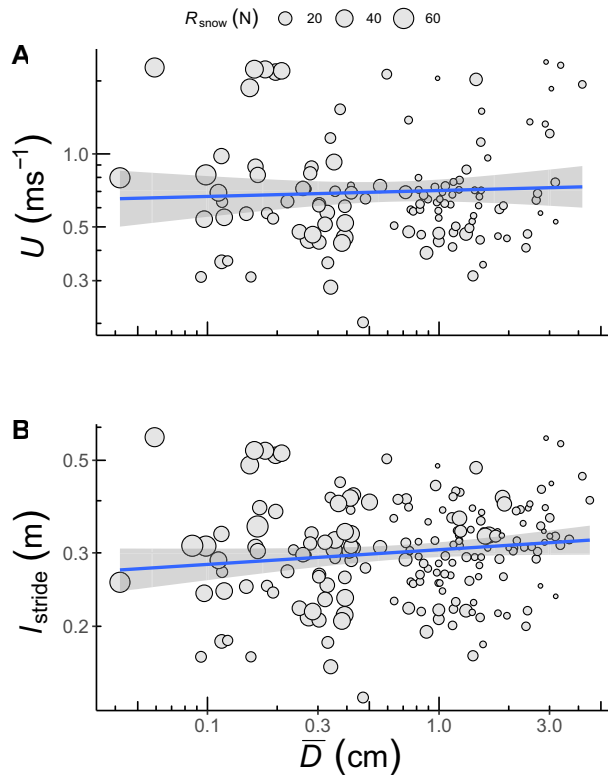 R_snow (N) 20 40 60
A
U (ms⁻¹)
1.0
0.5
0.3
B
l_stride (m)
0.5
0.3
0.2
0.1 0.3 1.0 3.0
D̅ (cm)